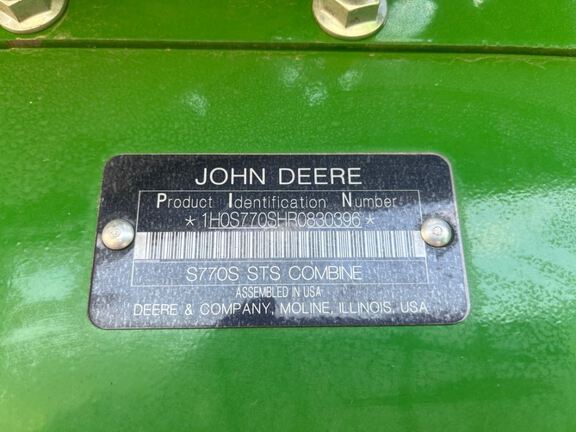 JOHN DEERE
Product Identification Number
*1H0S770SHR0830396*
S770S STS COMBINE
ASSEMBLED IN USA
DEERE & COMPANY, MOLINE, ILLINOIS, USA